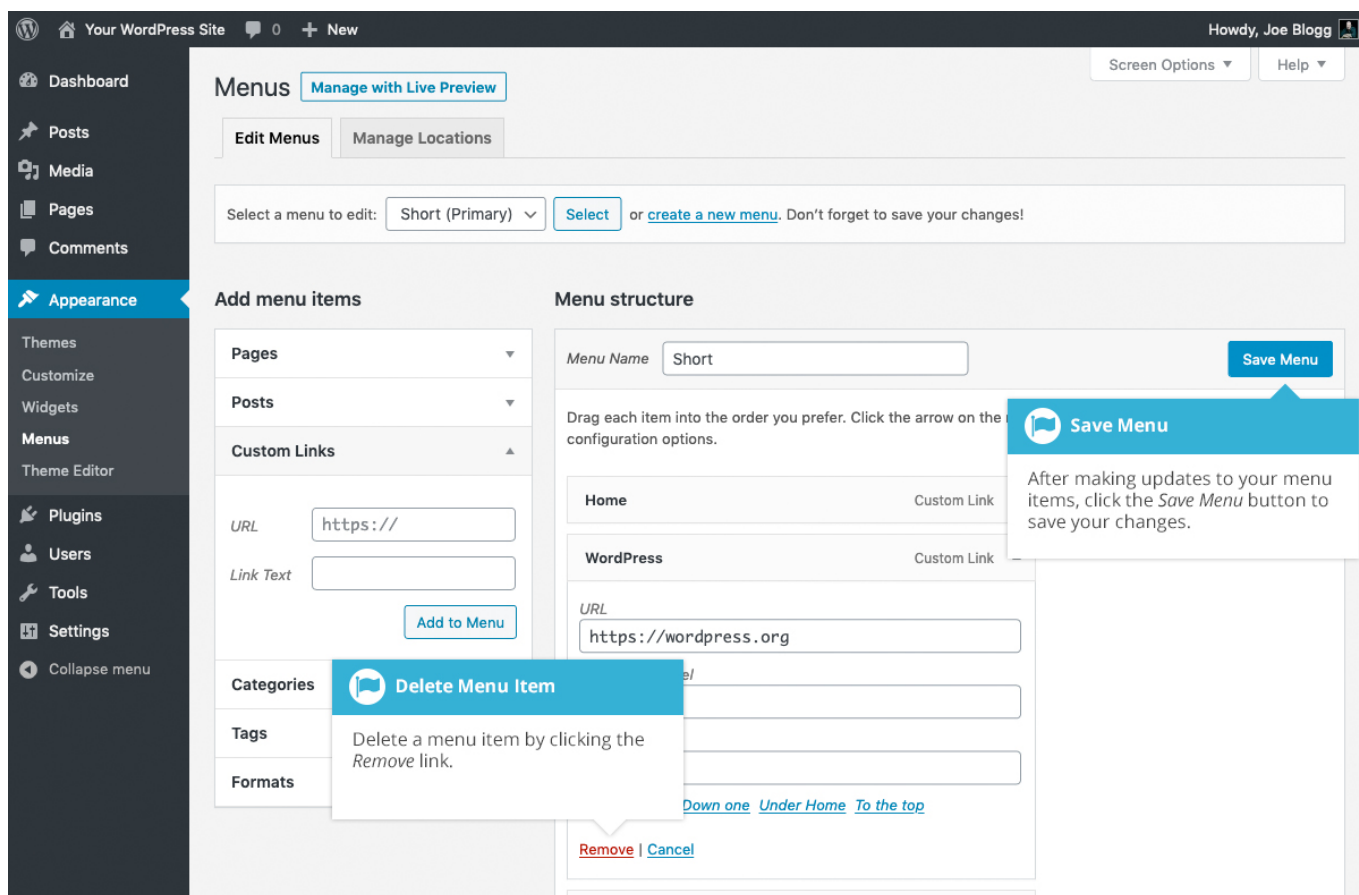 Your WordPress Site 0 + New Howdy, Joe Blogg
Dashboard
Posts
Media
Pages
Comments
Appearance
Themes
Customize
Widgets
Menus
Theme Editor
Plugins
Users
Tools
Settings
Collapse menu
Screen Options Help
Menus Manage with Live Preview
Edit Menus Manage Locations
Select a menu to edit: Short (Primary) Select or create a new menu. Don't forget to save your changes!
Add menu items
Pages
Posts
Custom Links
URL https://
Link Text
Add to Menu
Categories
Tags
Formats
Delete Menu Item
Delete a menu item by clicking the
Remove link.
Menu structure
Menu Name Short Save Menu
Drag each item into the order you prefer. Click the arrow on the
configuration options.
Home Custom Link
WordPress Custom Link
URL
https://wordpress.org
Down one Under Home To the top
Remove | Cancel
Save Menu
After making updates to your menu
items, click the Save Menu button to
save your changes.